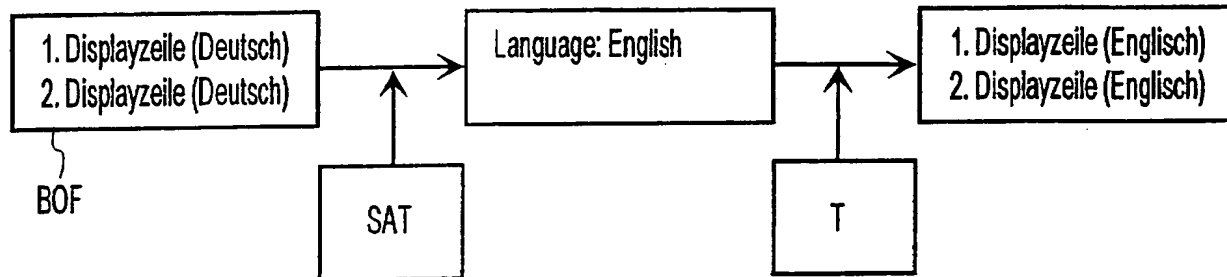 1. Displayzeile (Deutsch)
2. Displayzeile (Deutsch)
Language: English
1. Displayzeile (Englisch)
2. Displayzeile (Englisch)
BOF
SAT
T